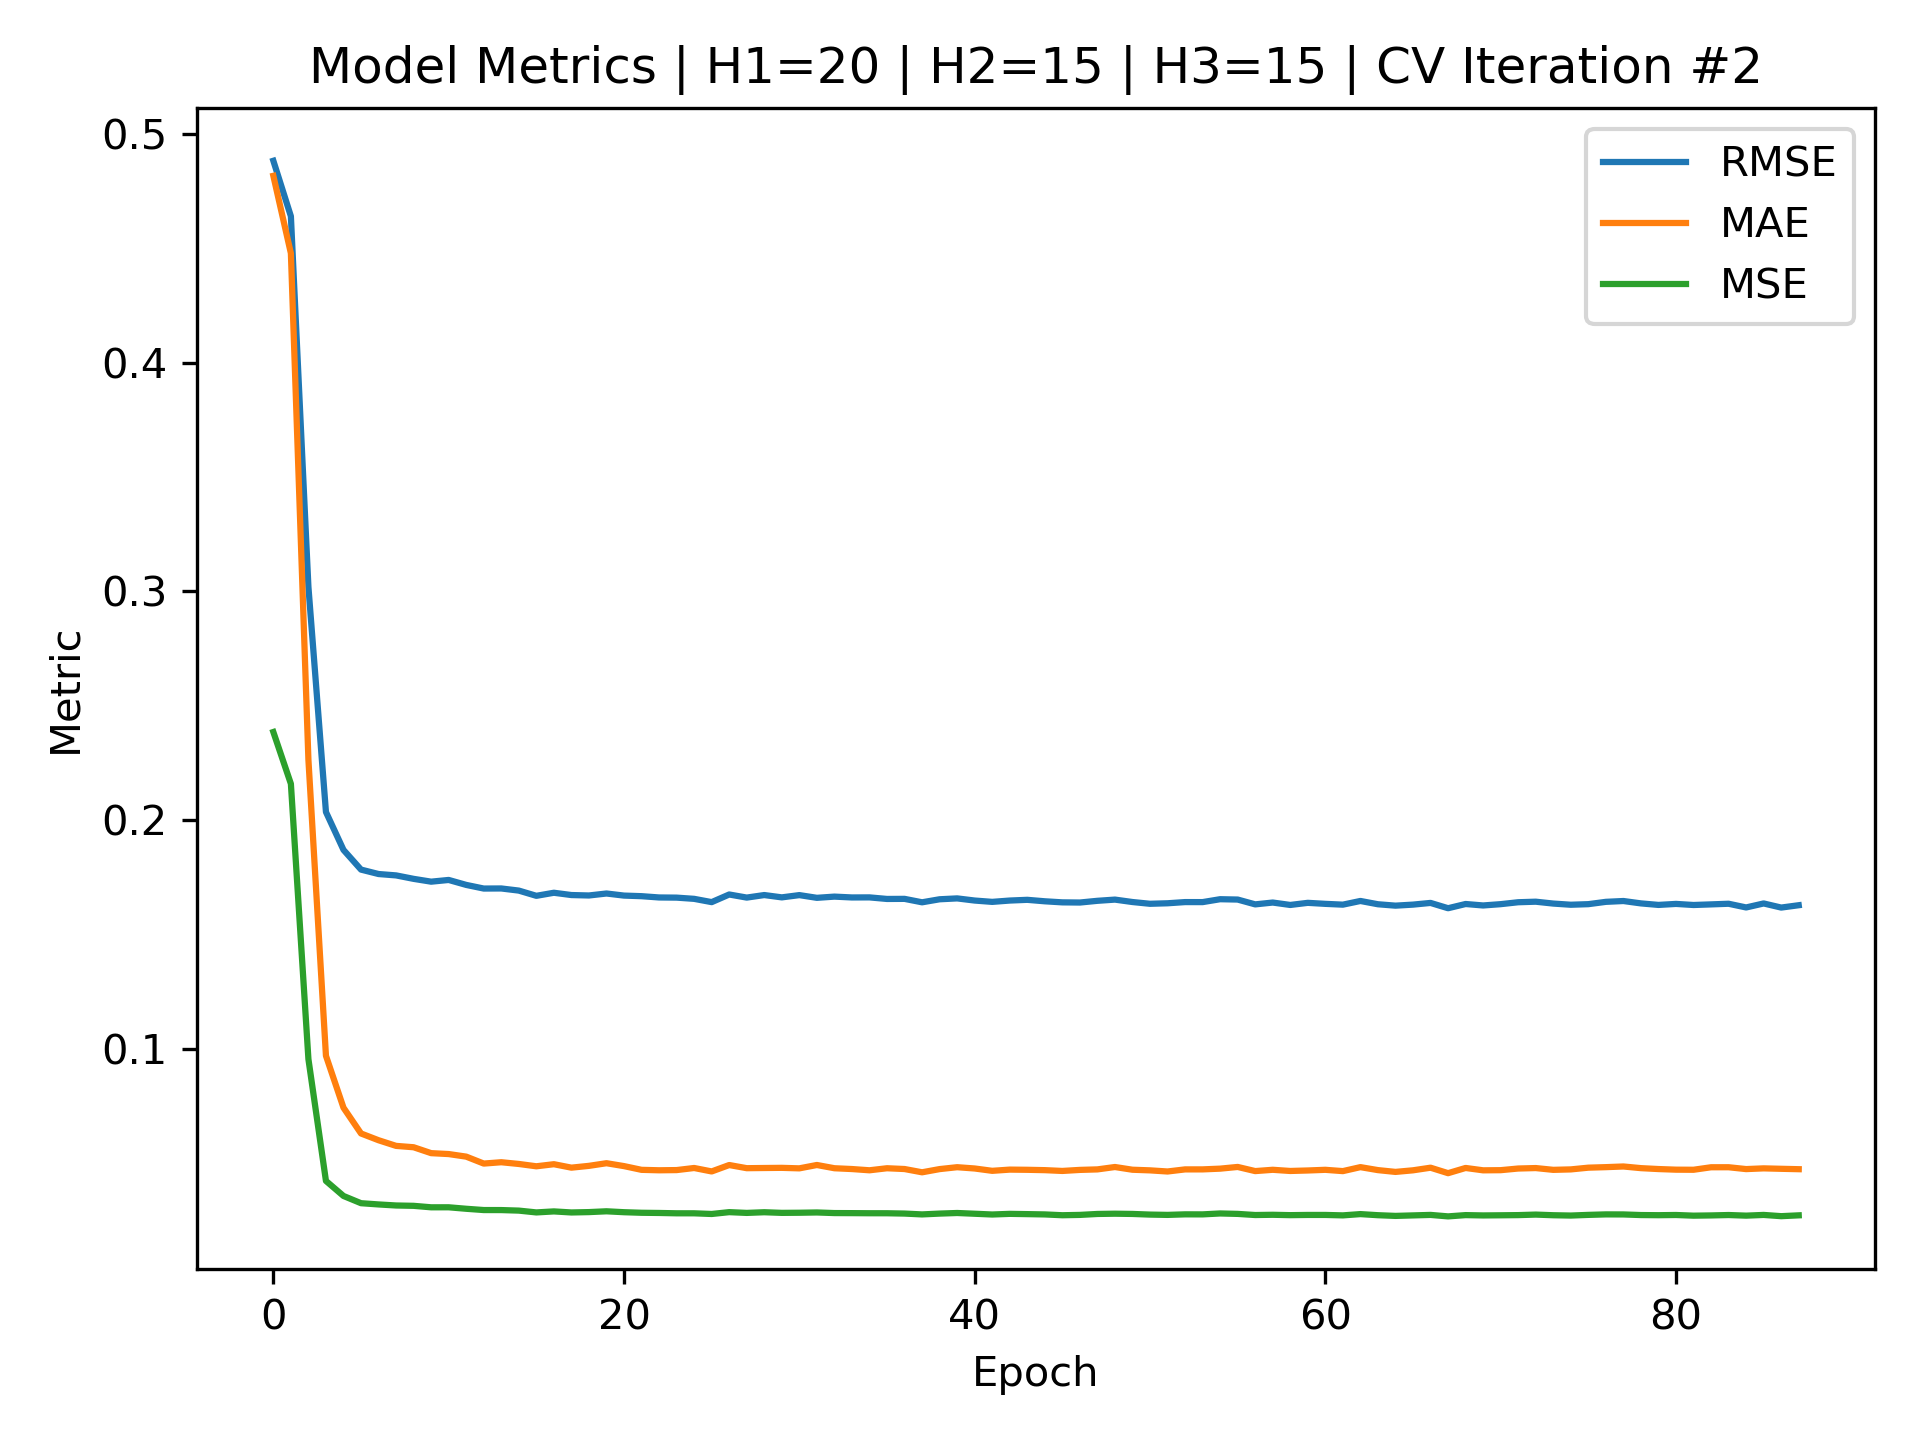 Model Metrics | H1=20 | H2=15 | H3=15 | CV Iteration #2
RMSE
MAE
MSE
Metric
0.5
0.4
0.3
0.2
0.1
0 20 40 60 80
Epoch